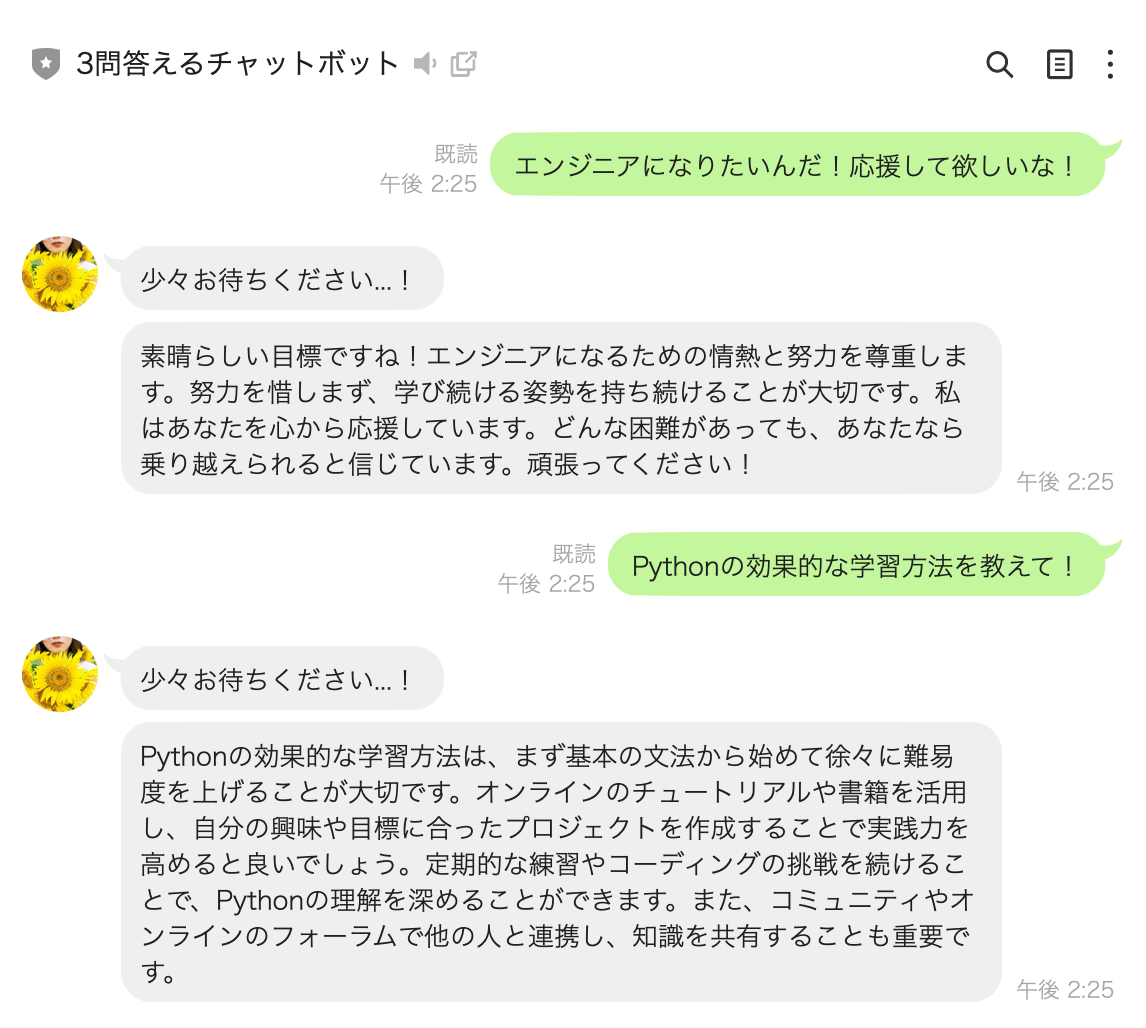 3問答えるチャットボット
既読
午後 2:25
エンジニアになりたいんだ！応援して欲しいな！
少々お待ちください...！
素晴らしい目標ですね！エンジニアになるための情熱と努力を尊重しま
す。努力を惜しまず、学び続ける姿勢を持ち続けることが大切です。私
はあなたを心から応援しています。どんな困難があっても、あなたなら
乗り越えられると信じています。頑張ってください！
午後 2:25
既読
午後 2:25
Pythonの効果的な学習方法を教えて！
少々お待ちください...！
Pythonの効果的な学習方法は、まず基本の文法から始めて徐々に難易
度を上げることが大切です。オンラインのチュートリアルや書籍を活用
し、自分の興味や目標に合ったプロジェクトを作成することで実践力を
高めると良いでしょう。定期的な練習やコーディングの挑戦を続けるこ
とで、Pythonの理解を深めることができます。また、コミュニティやオ
ンラインのフォーラムで他の人と連携し、知識を共有することも重要で
す。
午後 2:25